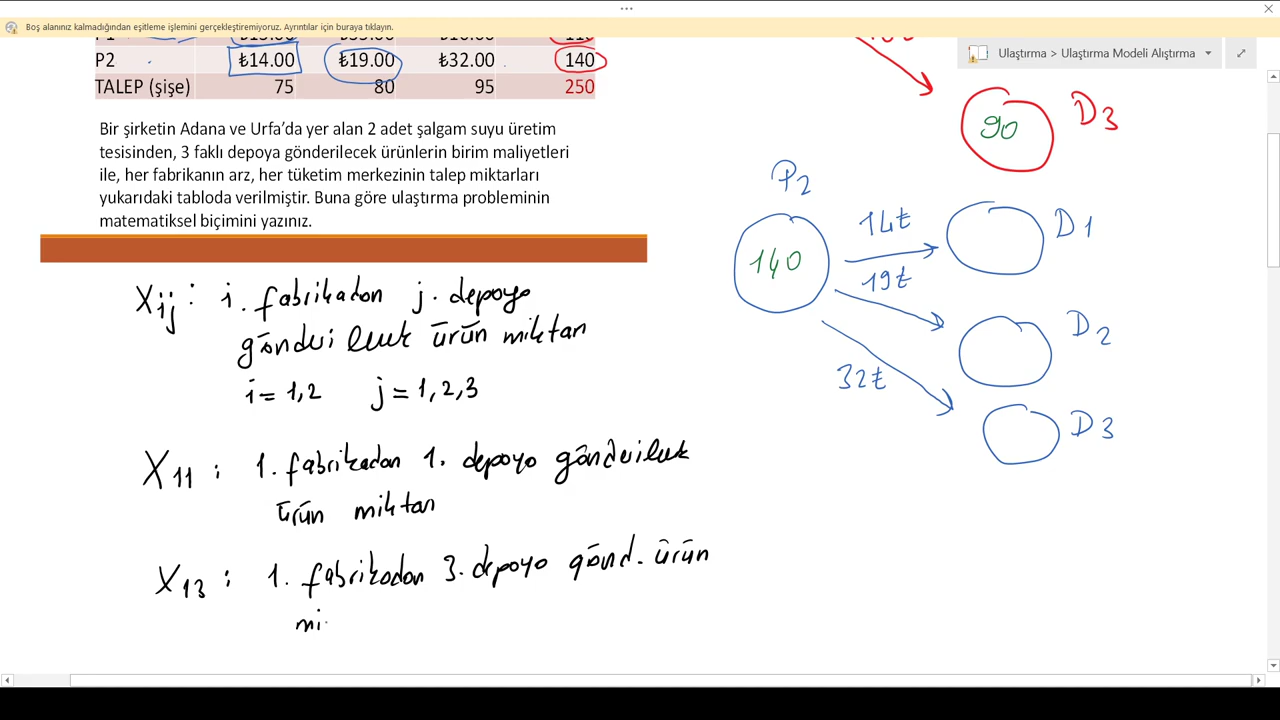 Boş alanınız kalmadığından eşitleme işlemini gerçekleştiremiyoruz. Ayrıntılar için buraya tıklayın.
Ulaştırma > Ulaştırma Modeli Alıştırma
P2 ₺14.00 ₺19.00 ₺32.00 140
TALEP (şişe) 75 80 95 250
Bir şirketin Adana ve Urfa'da yer alan 2 adet şalgam suyu üretim
tesisinden, 3 faklı depoya gönderilecek ürünlerin birim maliyetleri
ile, her fabrikanın arz, her tüketim merkezinin talep miktarları
yukarıdaki tabloda verilmiştir. Buna göre ulaştırma probleminin
matematiksel biçimini yazınız.
Xij : i. fabrikadan j. depoya
gönderilecek ürün miktarı
i = 1,2 j = 1,2,3
X11 : 1. fabrikadan 1. depoya gönderilecek
ürün miktarı
X13 : 1. fabrikadan 3. depoya gönd. ürün
mi
90 D3
P2
140
14₺ D1
19₺ D2
32₺ D3